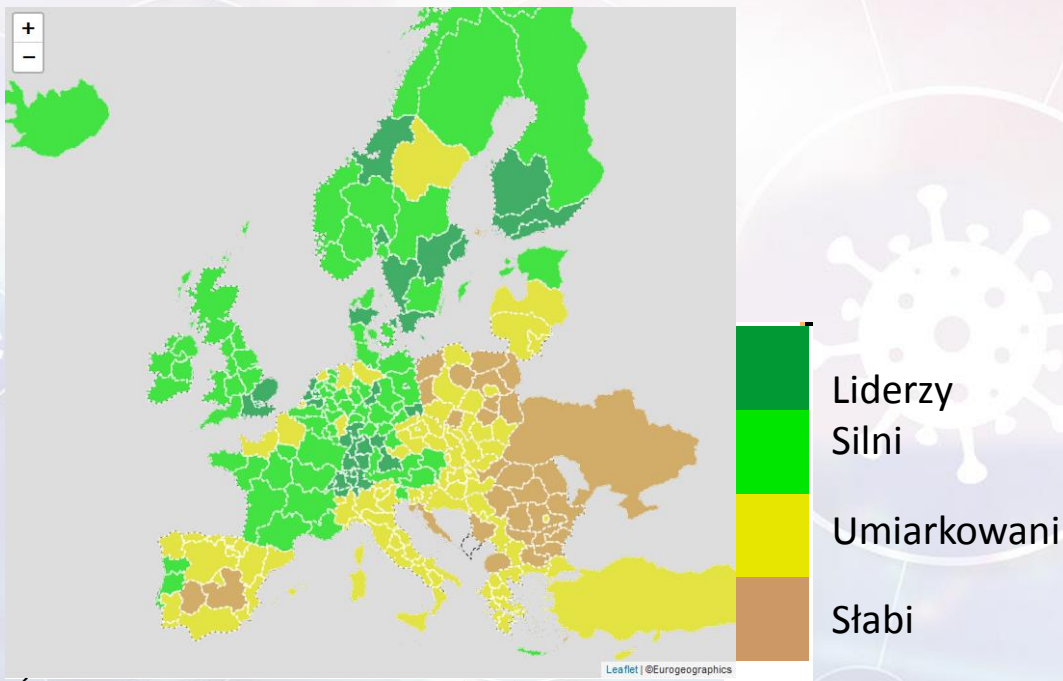 +
−
Liderzy
Silni
Umiarkowani
Słabi
Leaflet | ©Eurogeographics